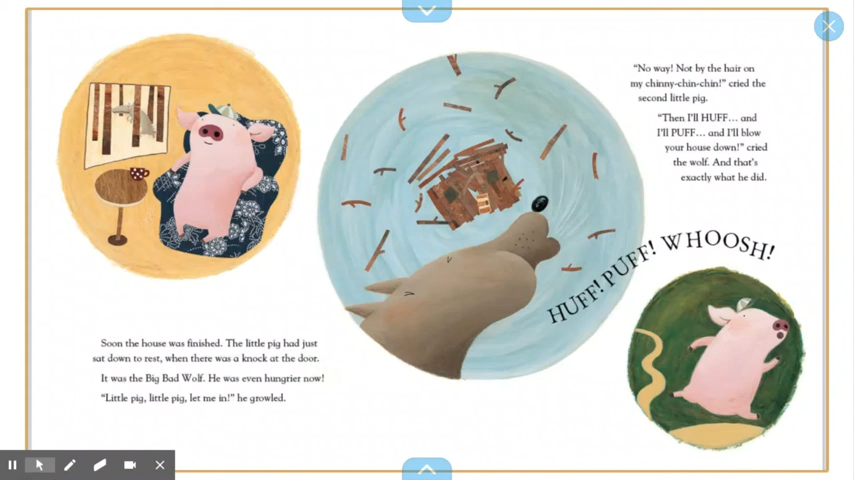 Soon the house was finished. The little pig had just
sat down to rest, when there was a knock at the door.
It was the Big Bad Wolf. He was even hungrier now!
“Little pig, little pig, let me in!” he growled.
“No way! Not by the hair on
my chinny-chin-chin!” cried the
second little pig.
“Then I’ll HUFF… and
I’ll PUFF… and I’ll blow
your house down!” cried
the wolf. And that’s
exactly what he did.
HUFF! PUFF! WHOOSH!